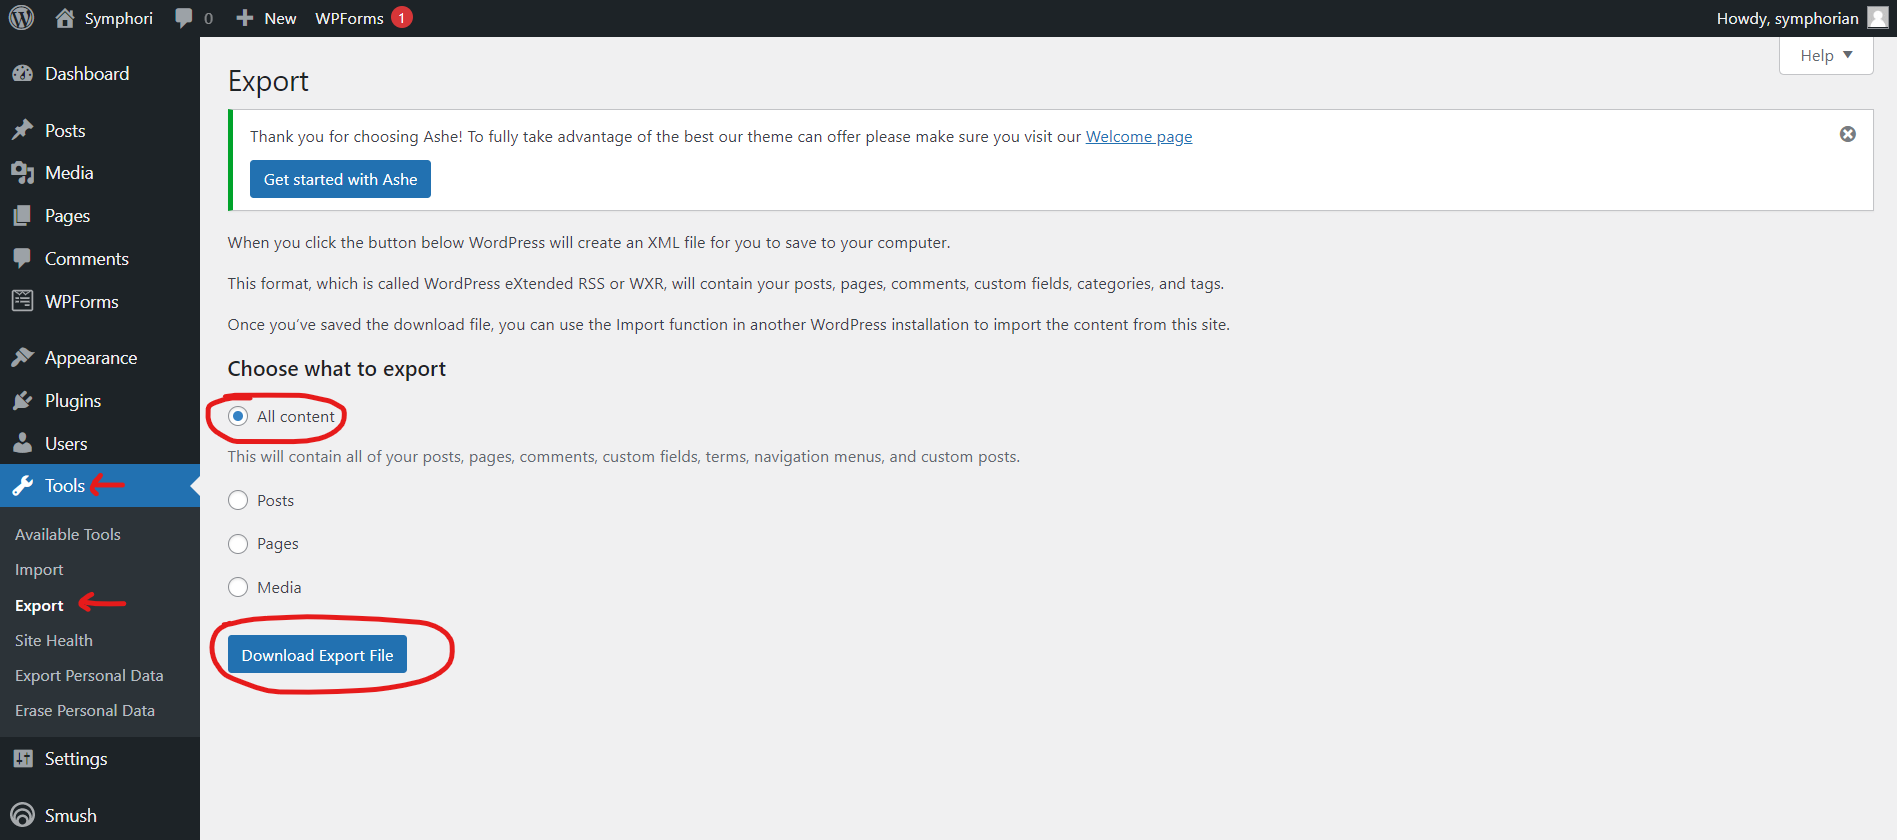 Symphori 0 New WPForms 1 Howdy, symphorian
Dashboard
Posts
Media
Pages
Comments
WPForms
Appearance
Plugins
Users
Tools
Available Tools
Import
Export
Site Health
Export Personal Data
Erase Personal Data
Settings
Smush
Help
Export
Thank you for choosing Ashe! To fully take advantage of the best our theme can offer please make sure you visit our Welcome page
Get started with Ashe
When you click the button below WordPress will create an XML file for you to save to your computer.
This format, which is called WordPress eXtended RSS or WXR, will contain your posts, pages, comments, custom fields, categories, and tags.
Once you’ve saved the download file, you can use the Import function in another WordPress installation to import the content from this site.
Choose what to export
All content
This will contain all of your posts, pages, comments, custom fields, terms, navigation menus, and custom posts.
Posts
Pages
Media
Download Export File